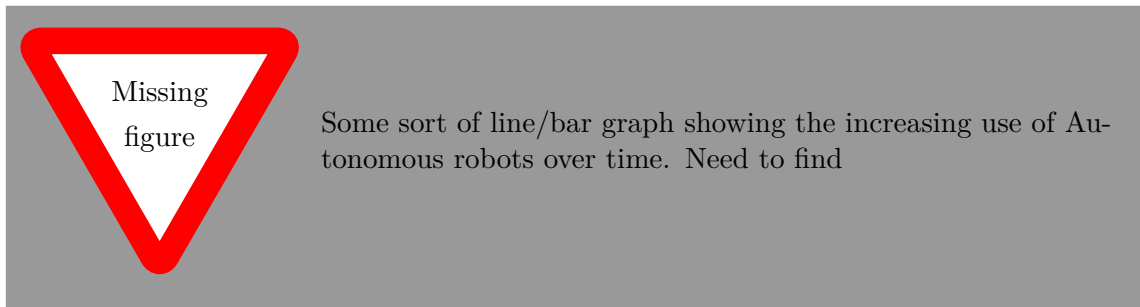 Missing
figure
Some sort of line/bar graph showing the increasing use of Au-
tonomous robots over time. Need to find